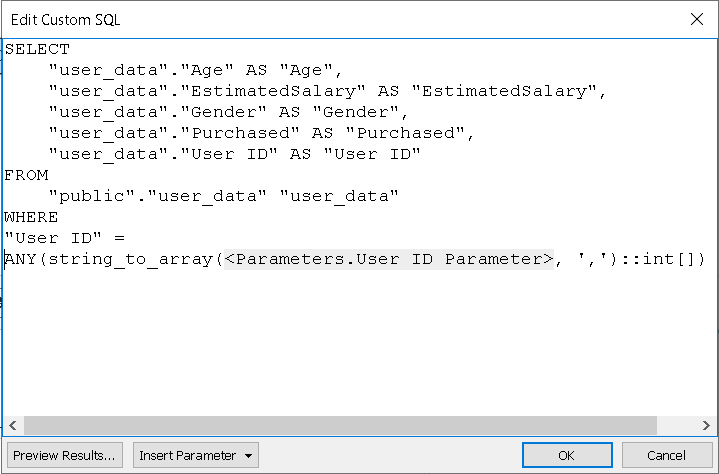 Edit Custom SQL
SELECT
"user_data"."Age" AS "Age",
"user_data"."EstimatedSalary" AS "EstimatedSalary",
"user_data"."Gender" AS "Gender",
"user_data"."Purchased" AS "Purchased",
"user_data"."User ID" AS "User ID"
FROM
"public"."user_data" "user_data"
WHERE
"User ID" =
ANY(string_to_array(<Parameters.User ID Parameter>, ',')::int[])
Preview Results... Insert Parameter OK Cancel